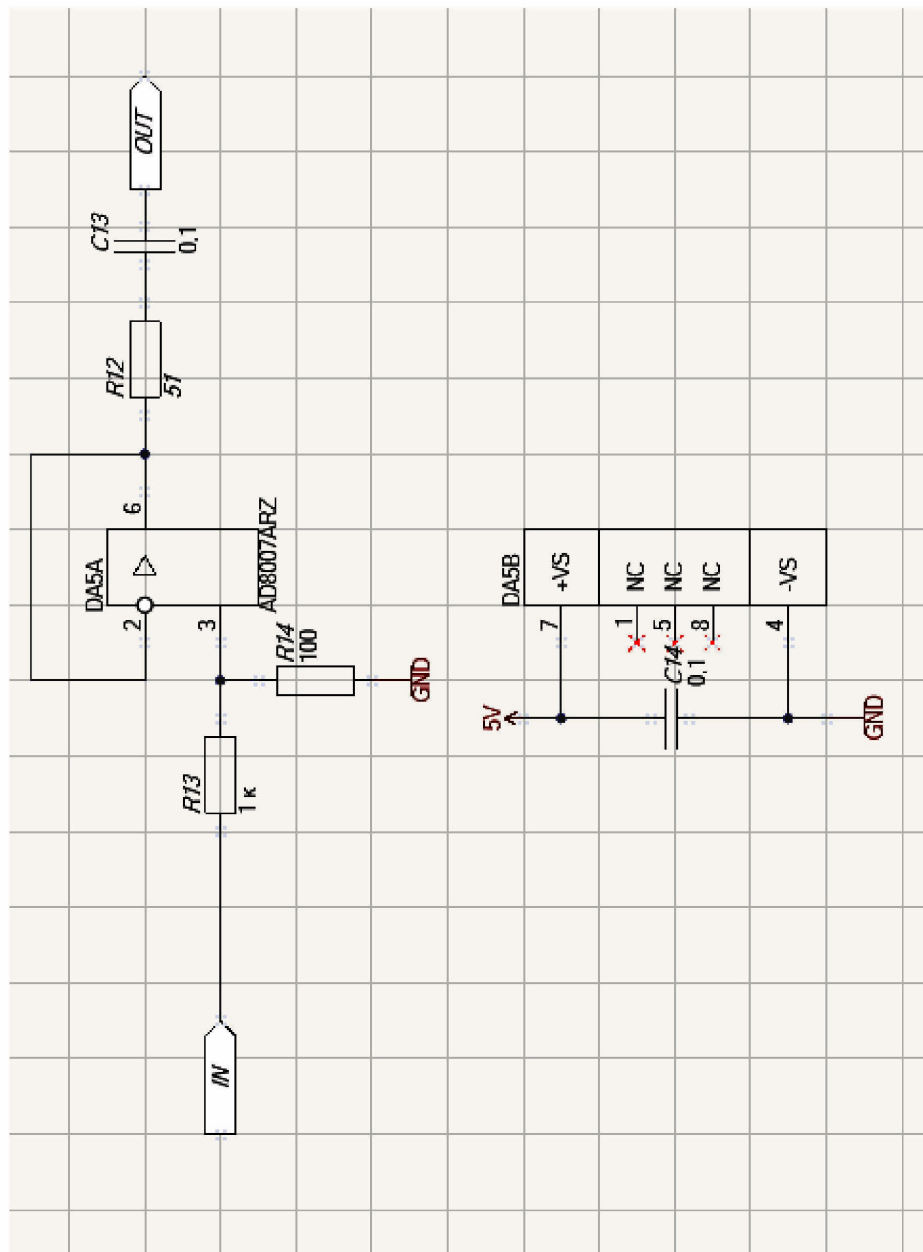 IN
R13
1 к
R14
100
GND
DA5A
2
3
6
AD8007ARZ
R12
51
C13
0.1
OUT
5V
C14
0.1
GND
DA5B
7
+VS
1
NC
5
NC
8
NC
4
-VS